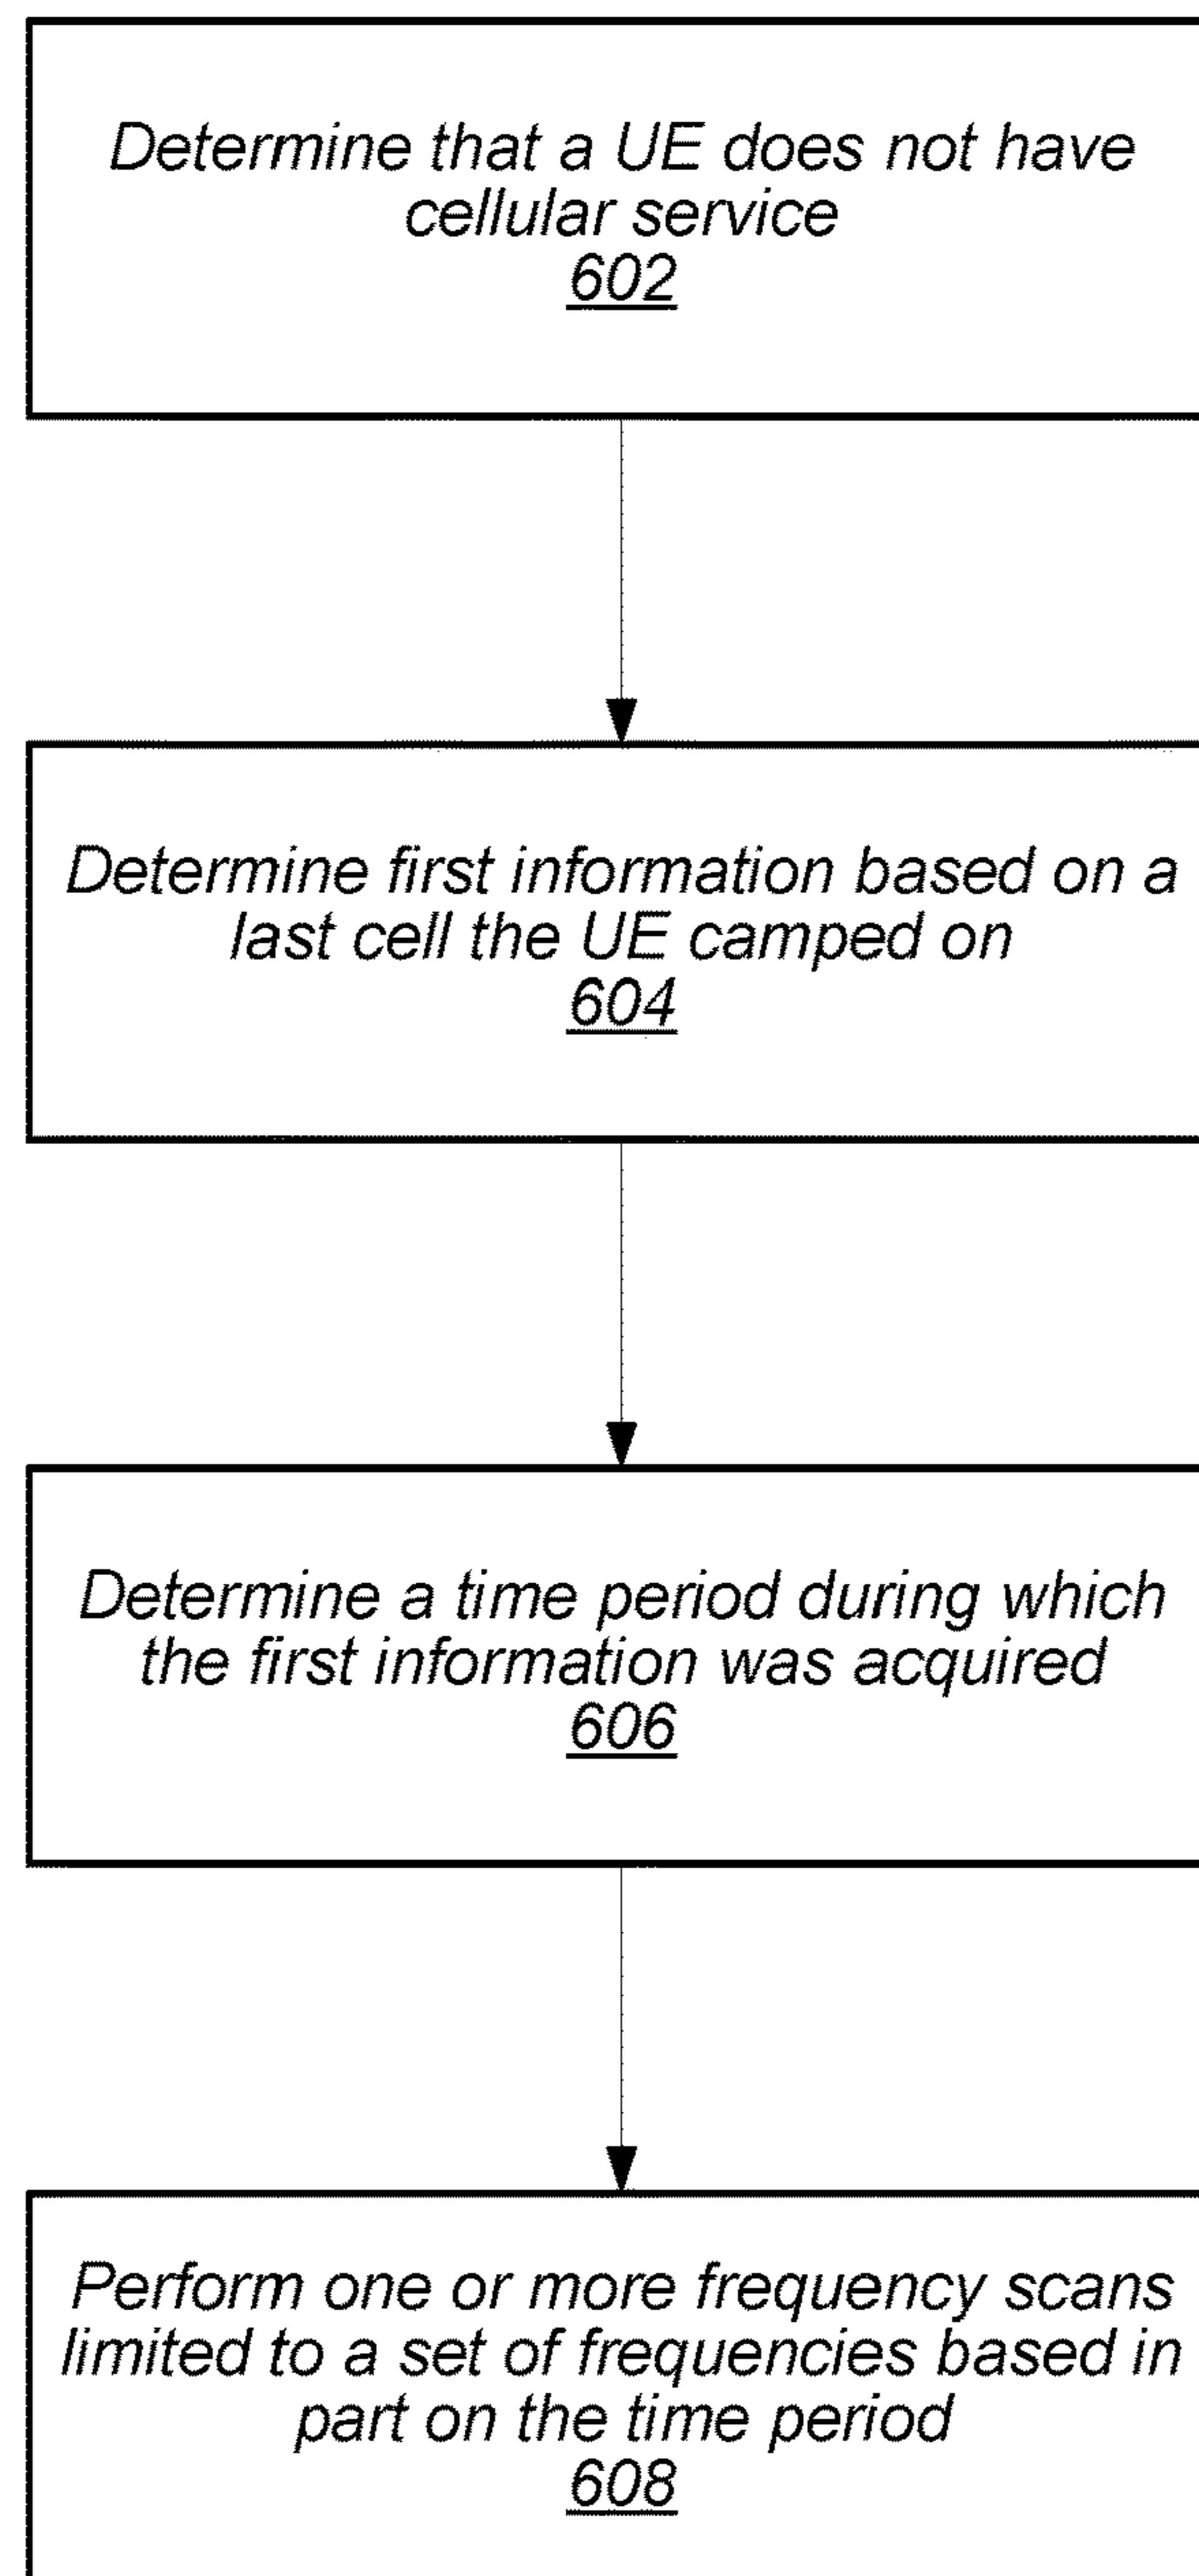 Determine that a UE does not have
cellular service
602
Determine first information based on a
last cell the UE camped on
604
Determine a time period during which
the first information was acquired
606
Perform one or more frequency scans
limited to a set of frequencies based in
part on the time period
608